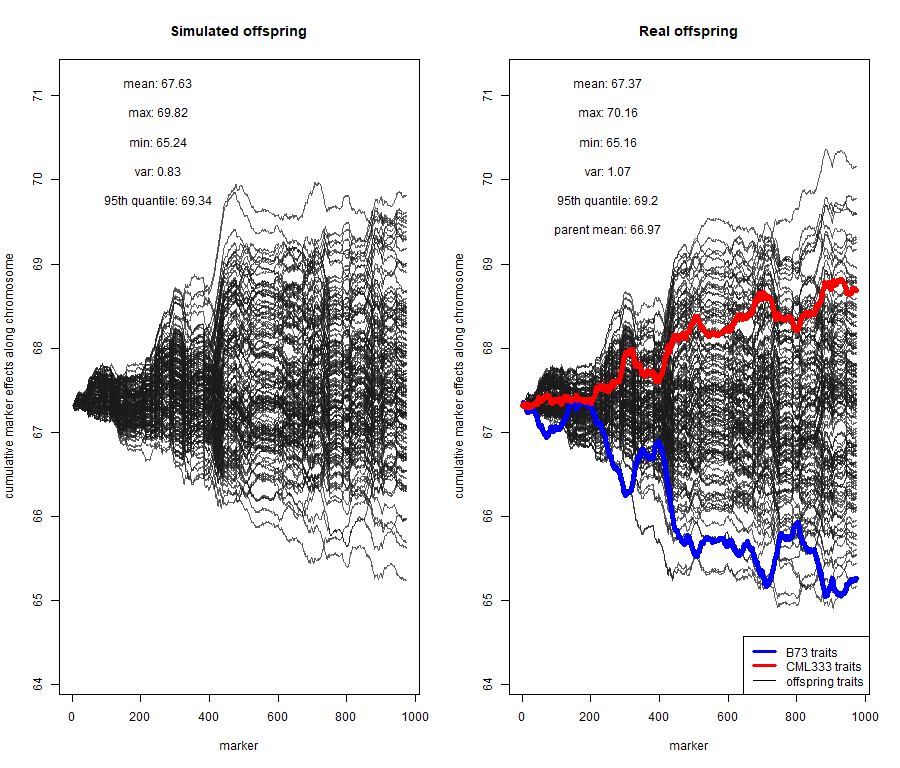 Simulated offspring
mean: 67.63
max: 69.82
min: 65.24
var: 0.83
95th quantile: 69.34
cumulative marker effects along chromosome
71
70
69
68
67
66
65
64
0 200 400 600 800 1000
marker
Real offspring
mean: 67.37
max: 70.16
min: 65.16
var: 1.07
95th quantile: 69.2
parent mean: 66.97
cumulative marker effects along chromosome
71
70
69
68
67
66
65
64
B73 traits
CML333 traits
offspring traits
0 200 400 600 800 1000
marker